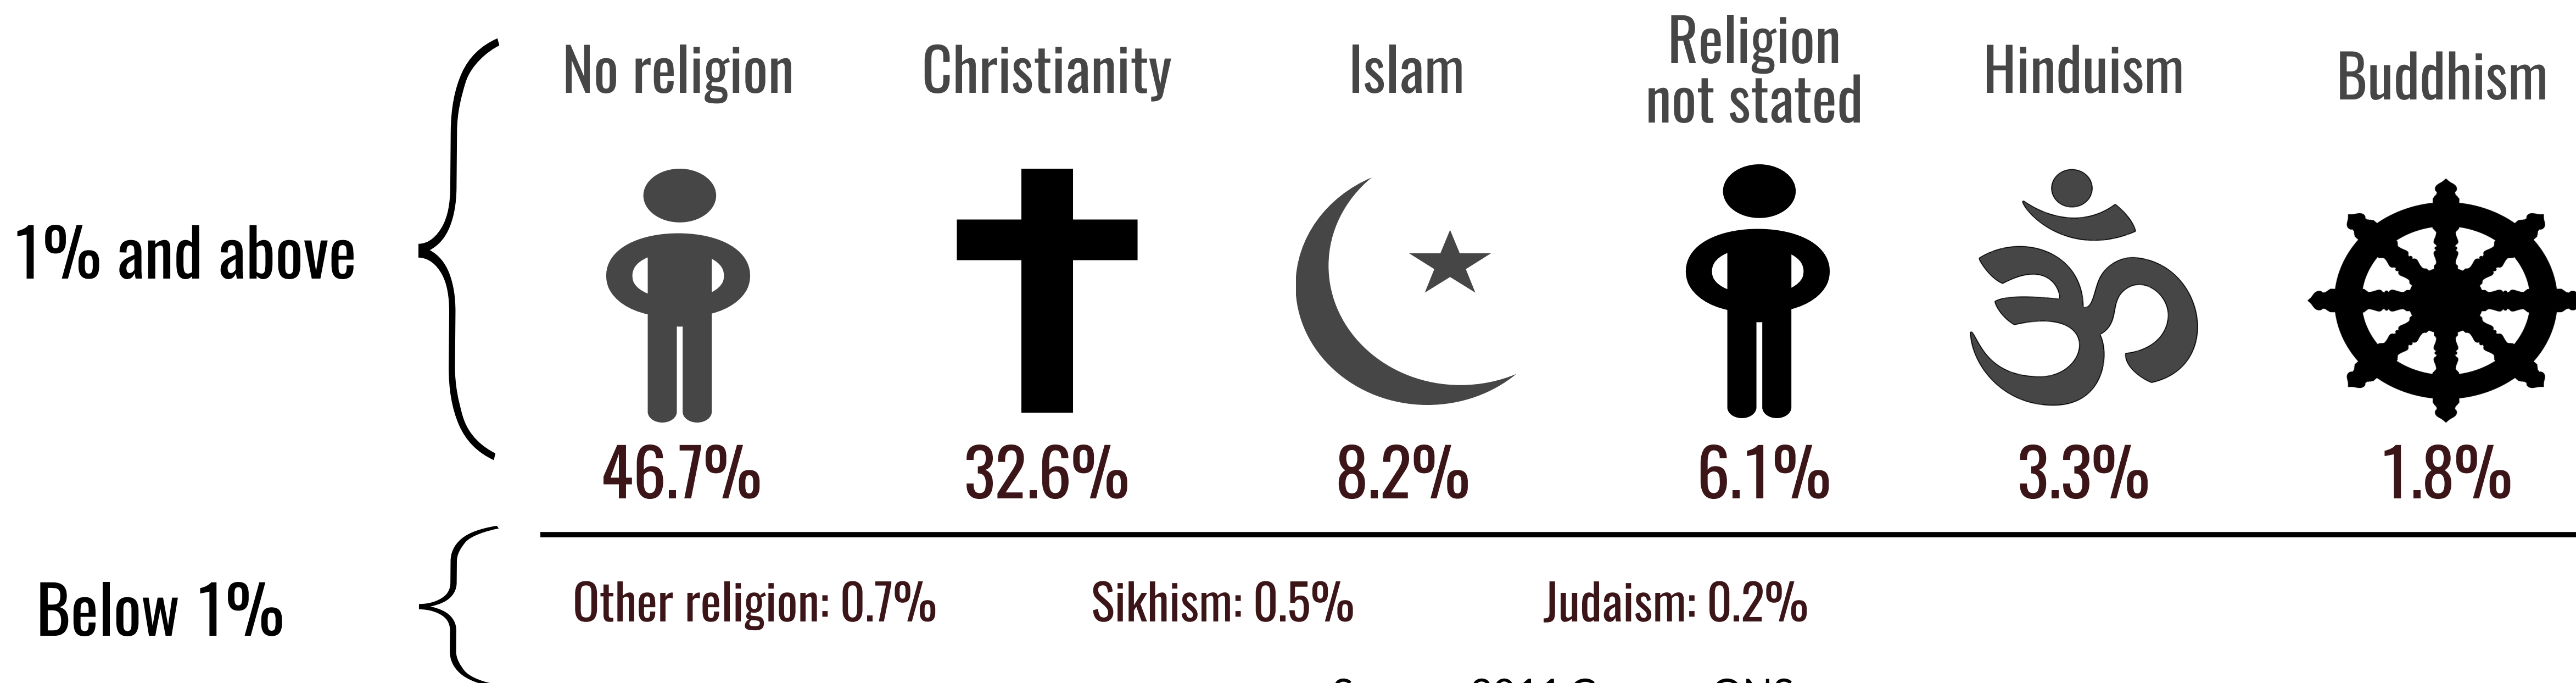 No religion
Christianity
Islam
Religion
not stated
Hinduism
Buddhism
1% and above
46.7%
32.6%
8.2%
6.1%
3.3%
1.8%
Below 1%
Other religion: 0.7%
Sikhism: 0.5%
Judaism: 0.2%